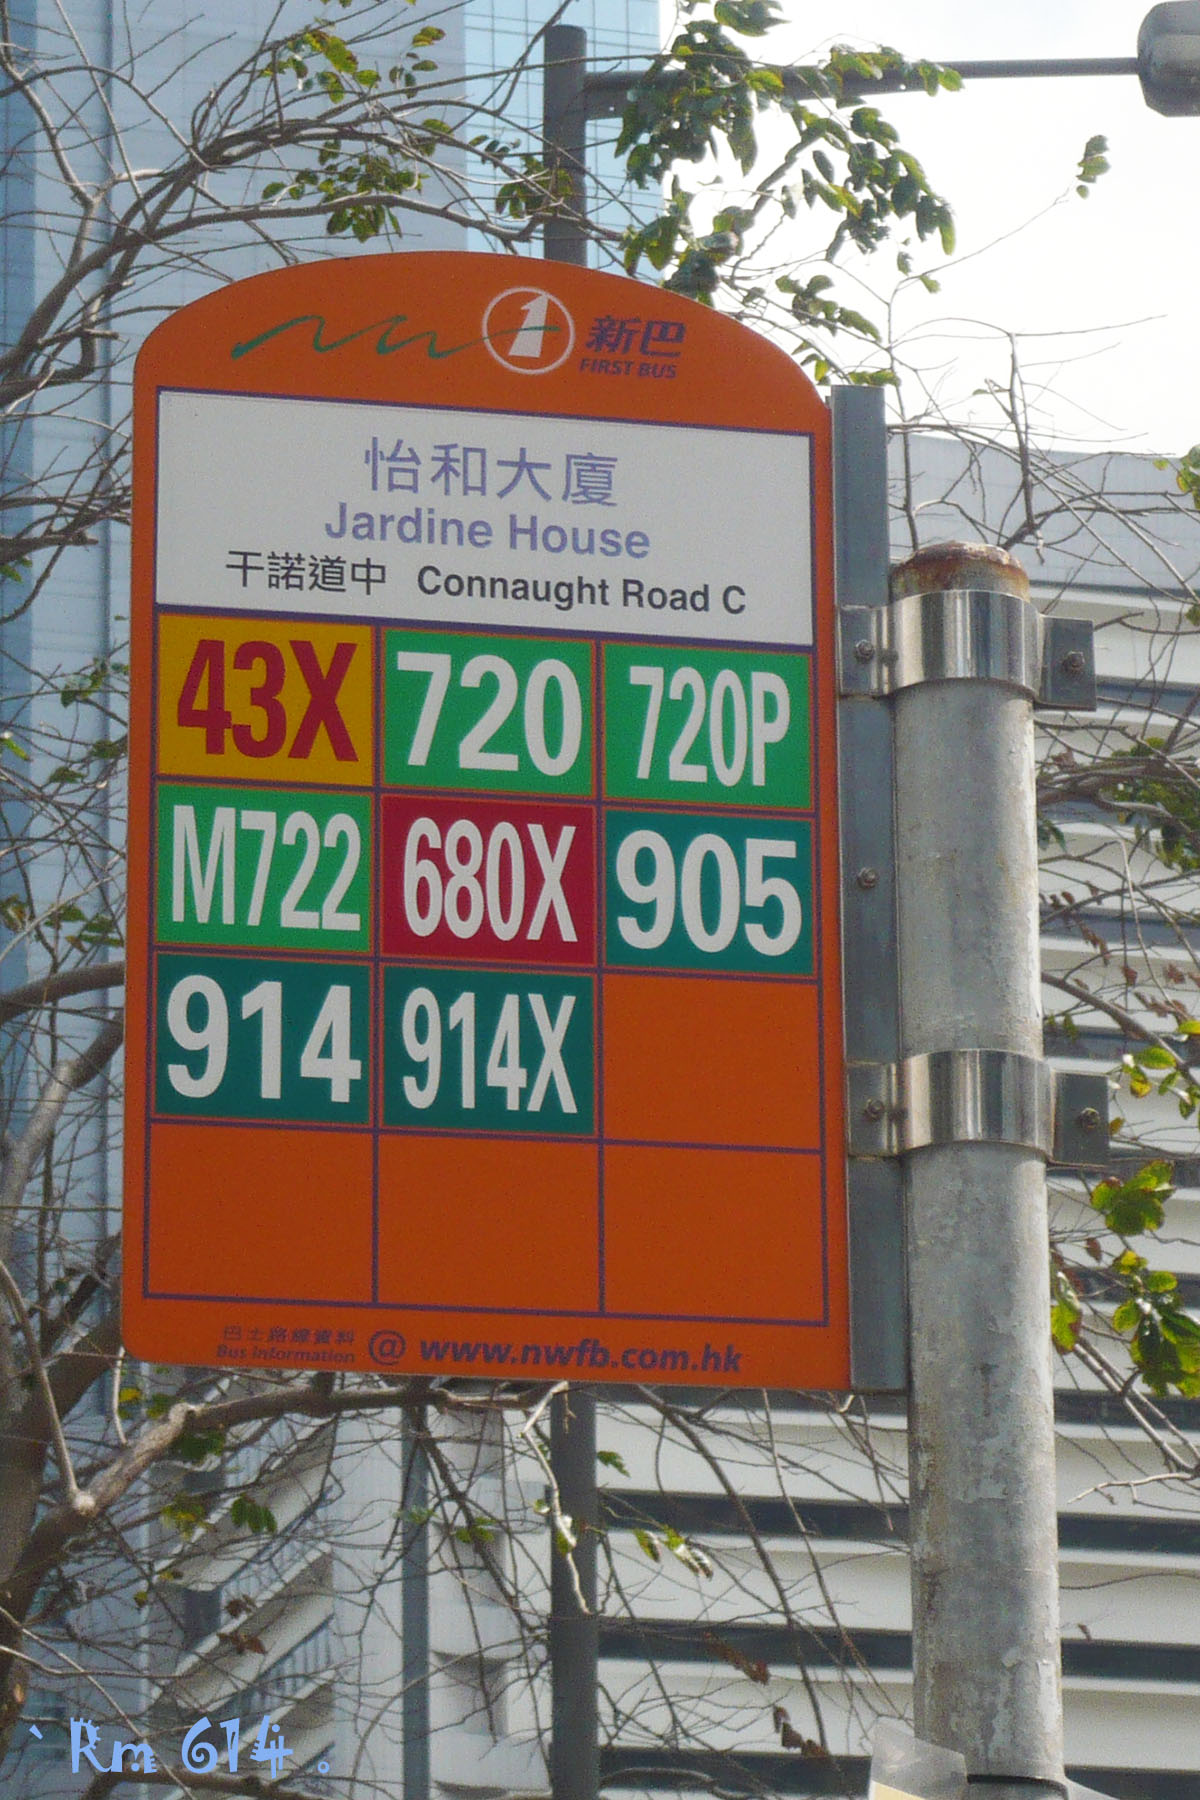 1 新巴
FIRST BUS
怡和大廈
Jardine House
干諾道中 Connaught Road C
43X 720 720P
M722 680X 905
914 914X
巴士路線資料
Bus Information @ www.nwfb.com.hk
`Rm 614 。